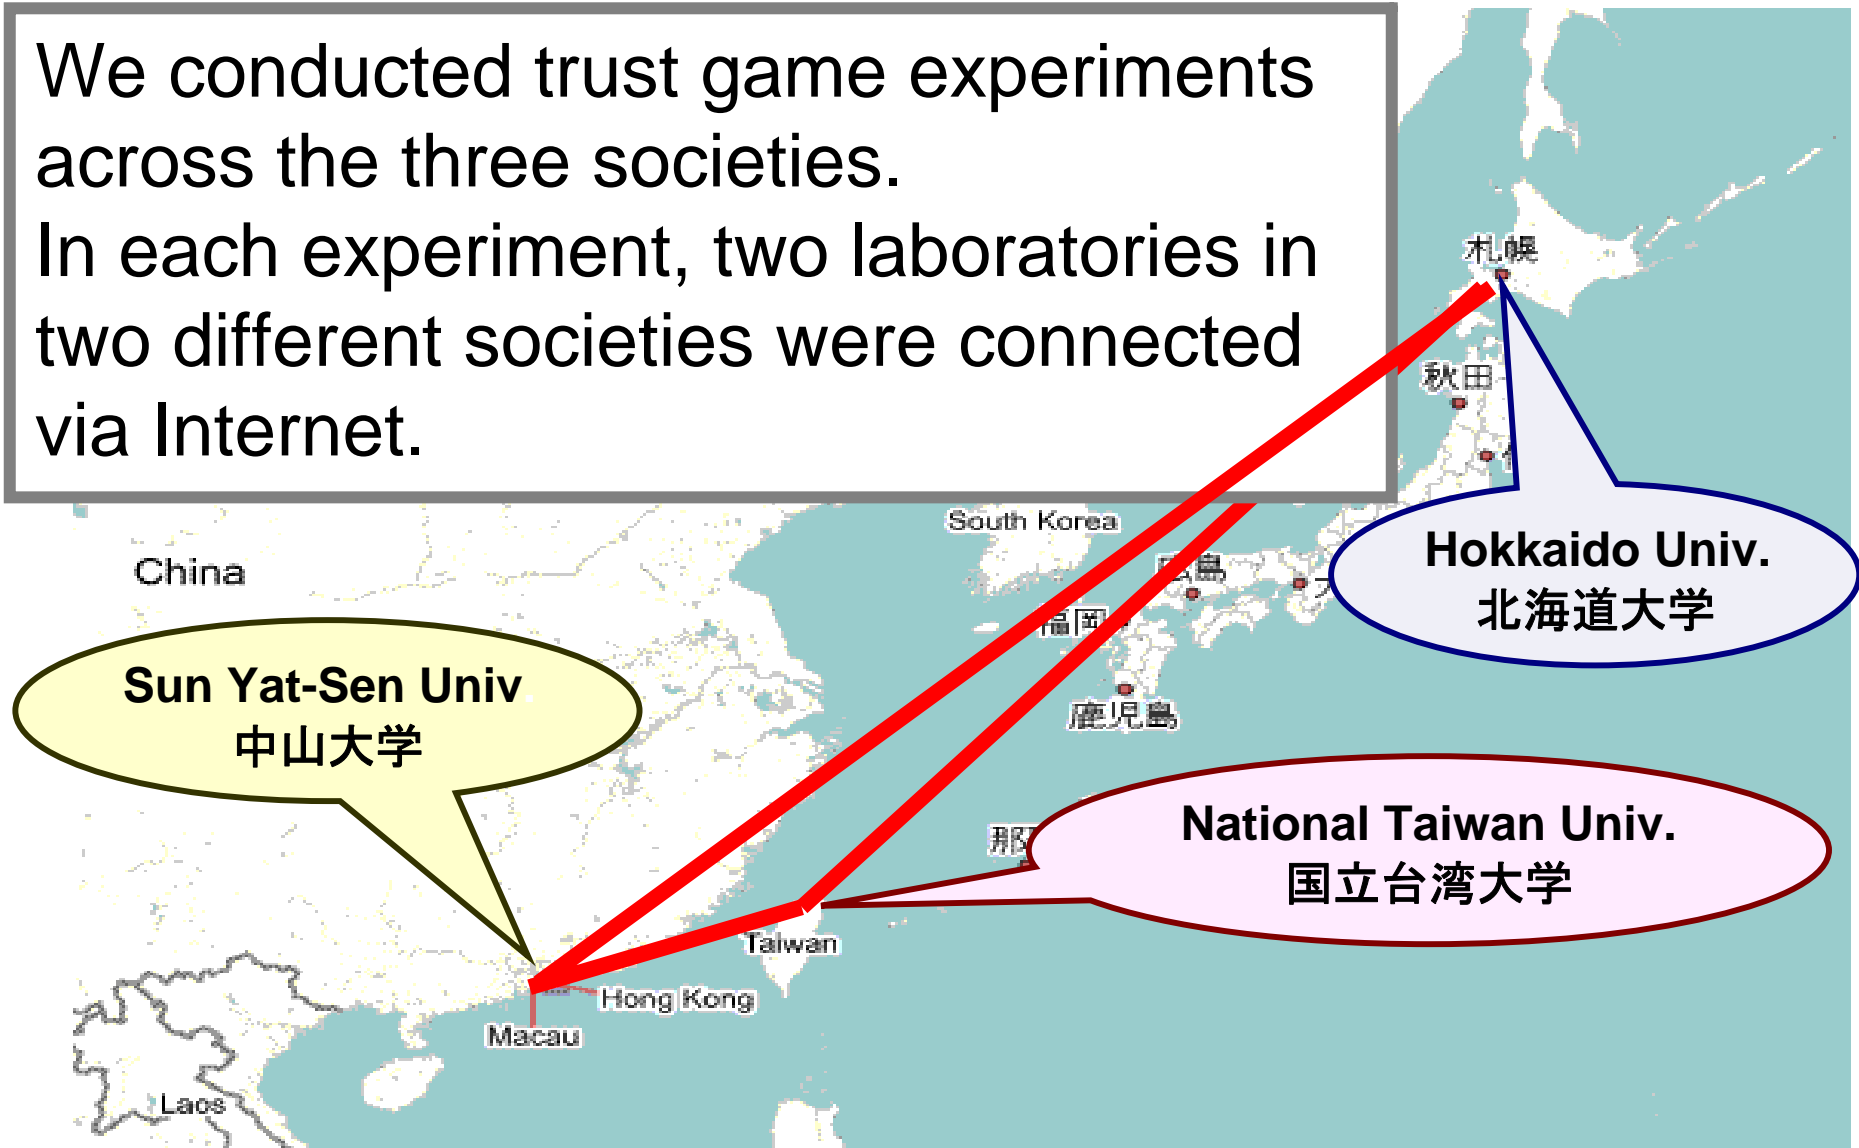 We conducted trust game experiments
across the three societies.
In each experiment, two laboratories in
two different societies were connected
via Internet.
札幌
秋田
South Korea
China
Hokkaido Univ.
北海道大学
福岡
Sun Yat-Sen Univ.
中山大学
鹿児島
National Taiwan Univ.
国立台湾大学
那
Taiwan
Hong Kong
Macau
Laos